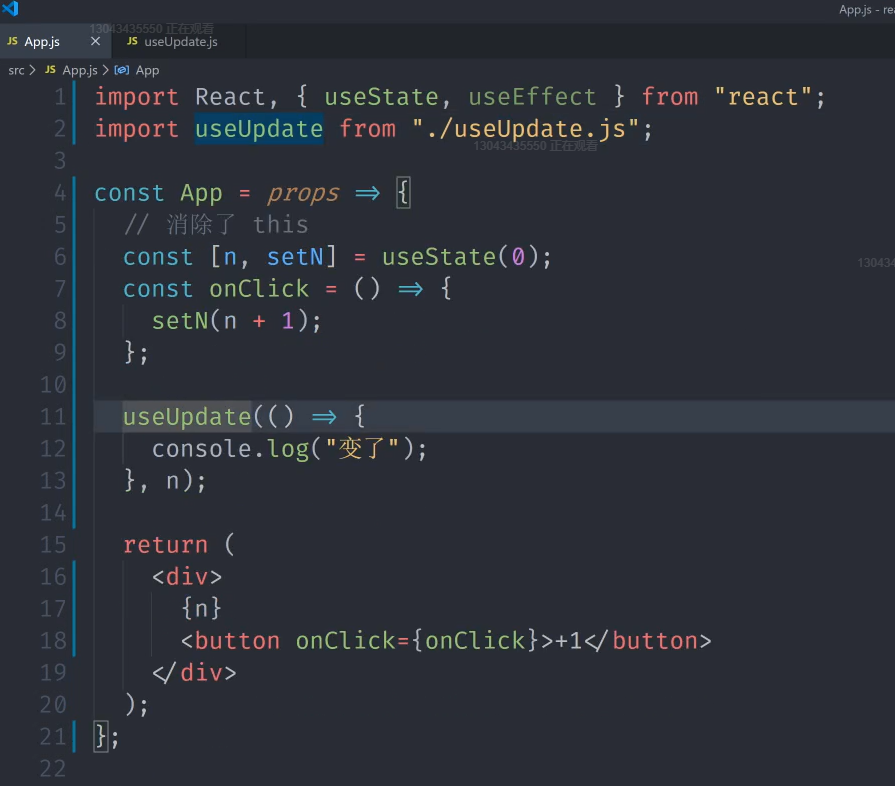 App.js - rea
13043435550 正在观看
JS App.js × JS useUpdate.js
src > JS App.js > App
1 import React, { useState, useEffect } from "react";
2 import useUpdate from "./useUpdate.js";
13043435550 正在观看
3
4 const App = props => {
5 // 消除了 this
6 const [n, setN] = useState(0);
130434
7 const onClick = () => {
8 setN(n + 1);
9 };
10
11 useUpdate(() => {
12 console.log("变了");
13 }, n);
14
15 return (
16 <div>
17 {n}
18 <button onClick={onClick}>+1</button>
19 </div>
20 );
21 };
22